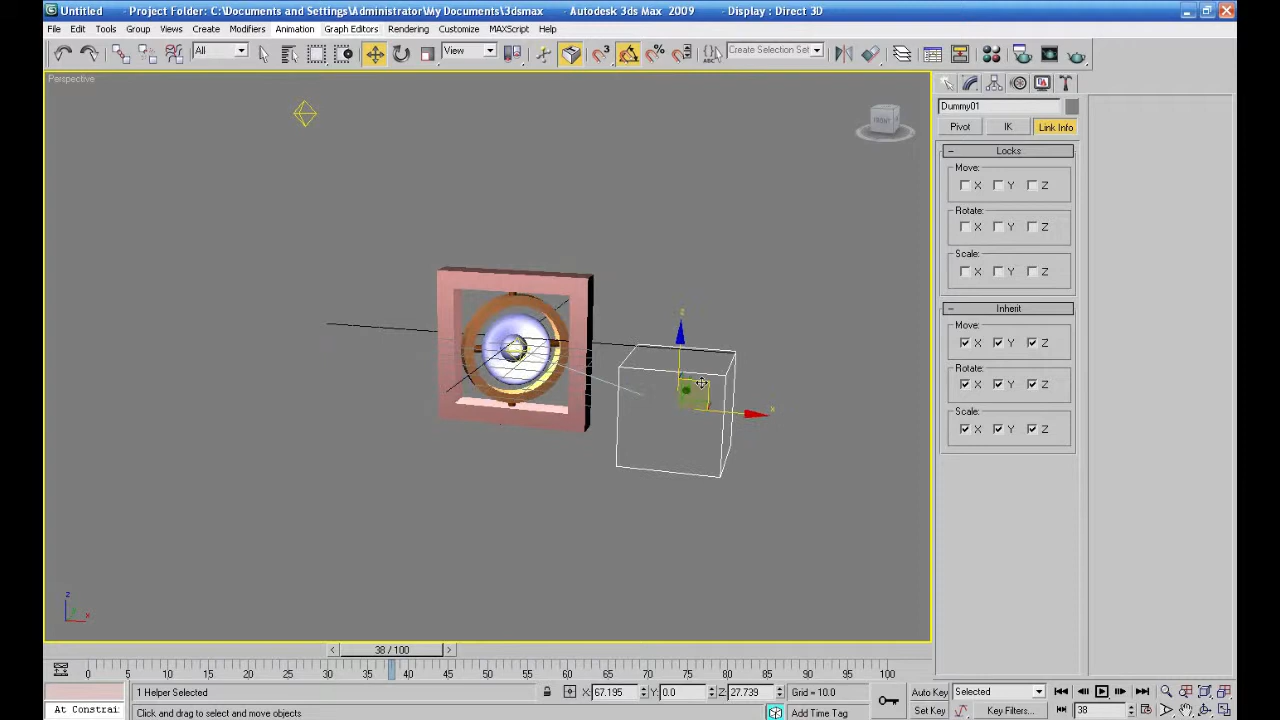 Untitled - Project Folder: C:\Documents and Settings\Administrator\My Documents\3dsmax - Autodesk 3ds Max 2009 - Display : Direct 3D
File Edit Tools Group Views Create Modifiers Animation Graph Editors Rendering Customize MAXScript Help
All View Create Selection Set
Perspective
FRONT
Dummy01
Pivot IK Link Info
Locks
Move:
X Y Z
Rotate:
X Y Z
Scale:
X Y Z
Inherit
Move:
X Y Z
Rotate:
X Y Z
Scale:
X Y Z
z
x
z
x
38 / 100
0 5 10 15 20 25 30 35 40 45 50 55 60 65 70 75 80 85 90 95 100
1 Helper Selected X: 67.195 Y: 0.0 Z: 27.739 Grid = 10.0 Auto Key Selected
At Constrai Click and drag to select and move objects Add Time Tag Set Key Key Filters... 38